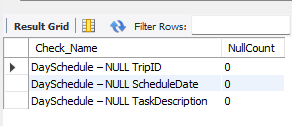 Result Grid Filter Rows:
Check_Name NullCount
DaySchedule – NULL TripID 0
DaySchedule – NULL ScheduleDate 0
DaySchedule – NULL TaskDescription 0